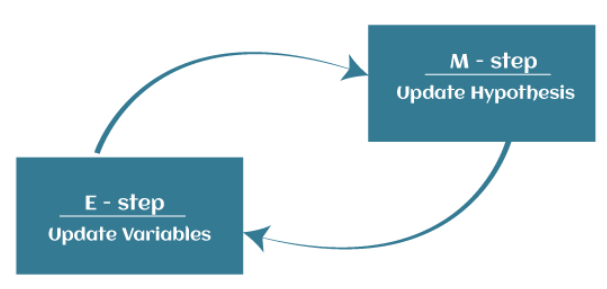 M - step
Update Hypothesis
E - step
Update Variables